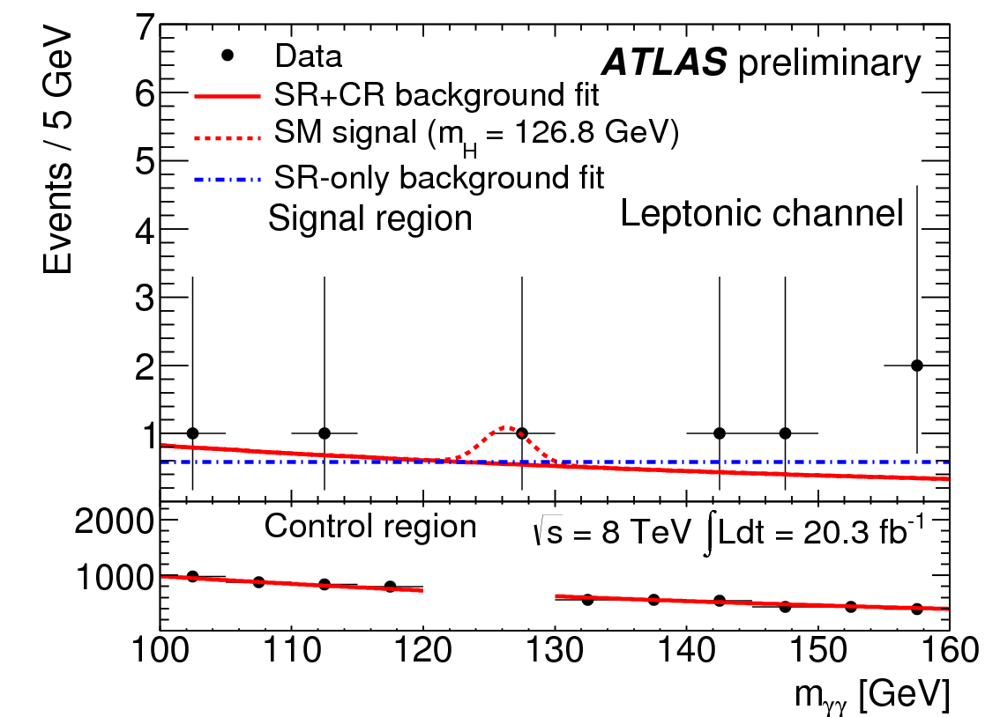 Events / 5 GeV
7
6
5
4
3
2
1
Data
SR+CR background fit
SM signal (m_H = 126.8 GeV)
SR-only background fit
ATLAS preliminary
Signal region
Leptonic channel
2000
1000
Control region
√s = 8 TeV ∫Ldt = 20.3 fb⁻¹
100 110 120 130 140 150 160
m_γγ [GeV]